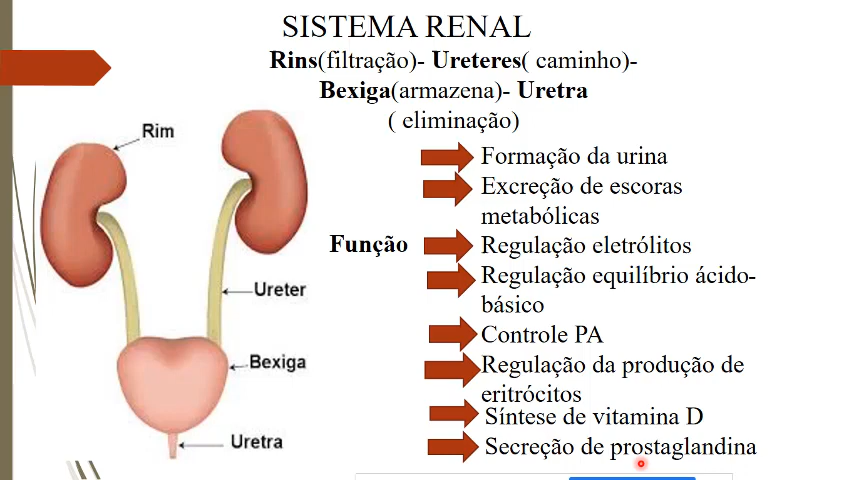 SISTEMA RENAL
Rins(filtração)- Ureteres( caminho)-
Bexiga(armazena)- Uretra
( eliminação)
Rim
Ureter
Bexiga
Uretra
Função
Formação da urina
Excreção de escoras
metabólicas
Regulação eletrólitos
Regulação equilíbrio ácido-
básico
Controle PA
Regulação da produção de
eritrócitos
Síntese de vitamina D
Secreção de prostaglandina